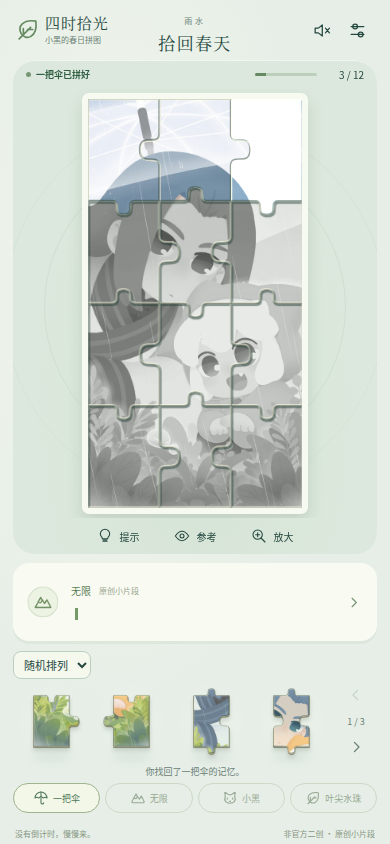 四时拾光
小黑的春日拼图
雨水
拾回春天
一把伞已拼好
3 / 12
提示
参考
放大
无限 原创小片段
随机排列
1 / 3
你找回了一把伞的记忆。
一把伞
无限
小黑
叶尖水珠
没有倒计时，慢慢来。
非官方二创 · 原创小片段